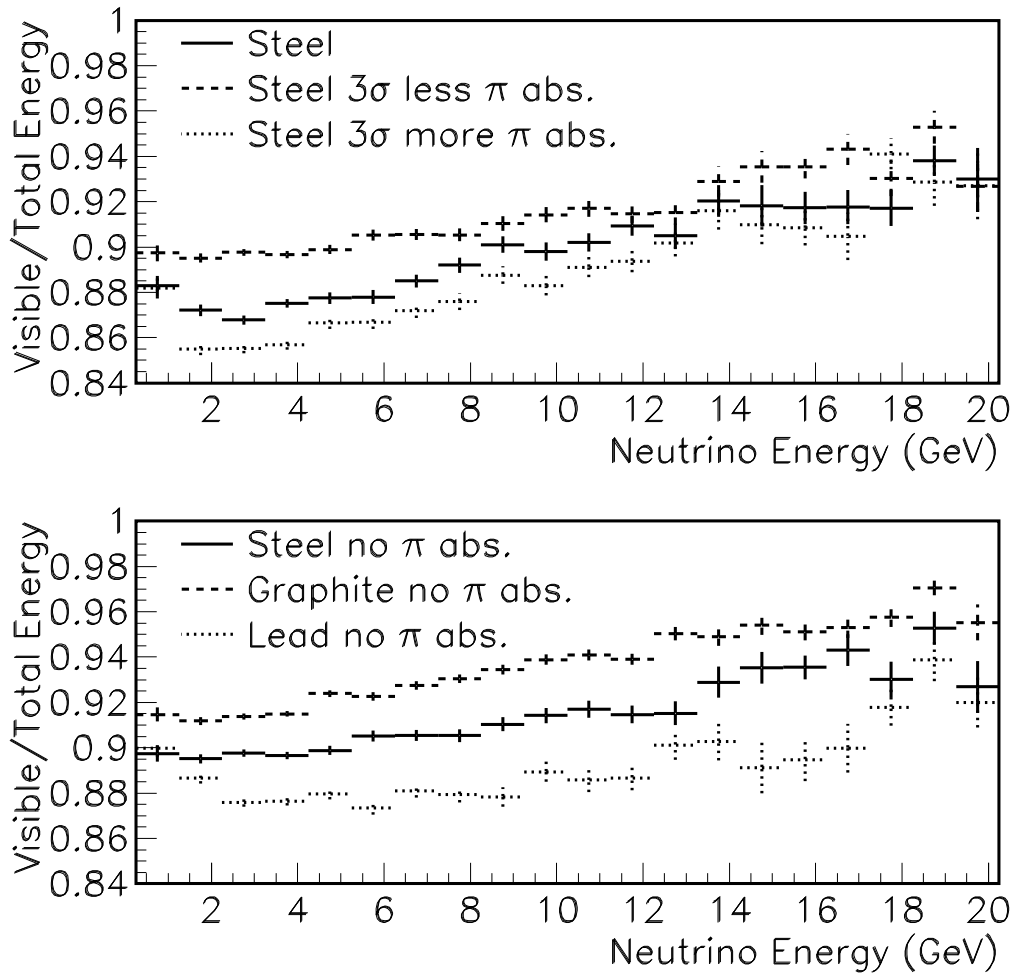 Visible/Total Energy
1
0.98
0.96
0.94
0.92
0.9
0.88
0.86
0.84
Steel
Steel 3σ less π abs.
Steel 3σ more π abs.
2 4 6 8 10 12 14 16 18 20
Neutrino Energy (GeV)
Visible/Total Energy
1
0.98
0.96
0.94
0.92
0.9
0.88
0.86
0.84
Steel no π abs.
Graphite no π abs.
Lead no π abs.
2 4 6 8 10 12 14 16 18 20
Neutrino Energy (GeV)